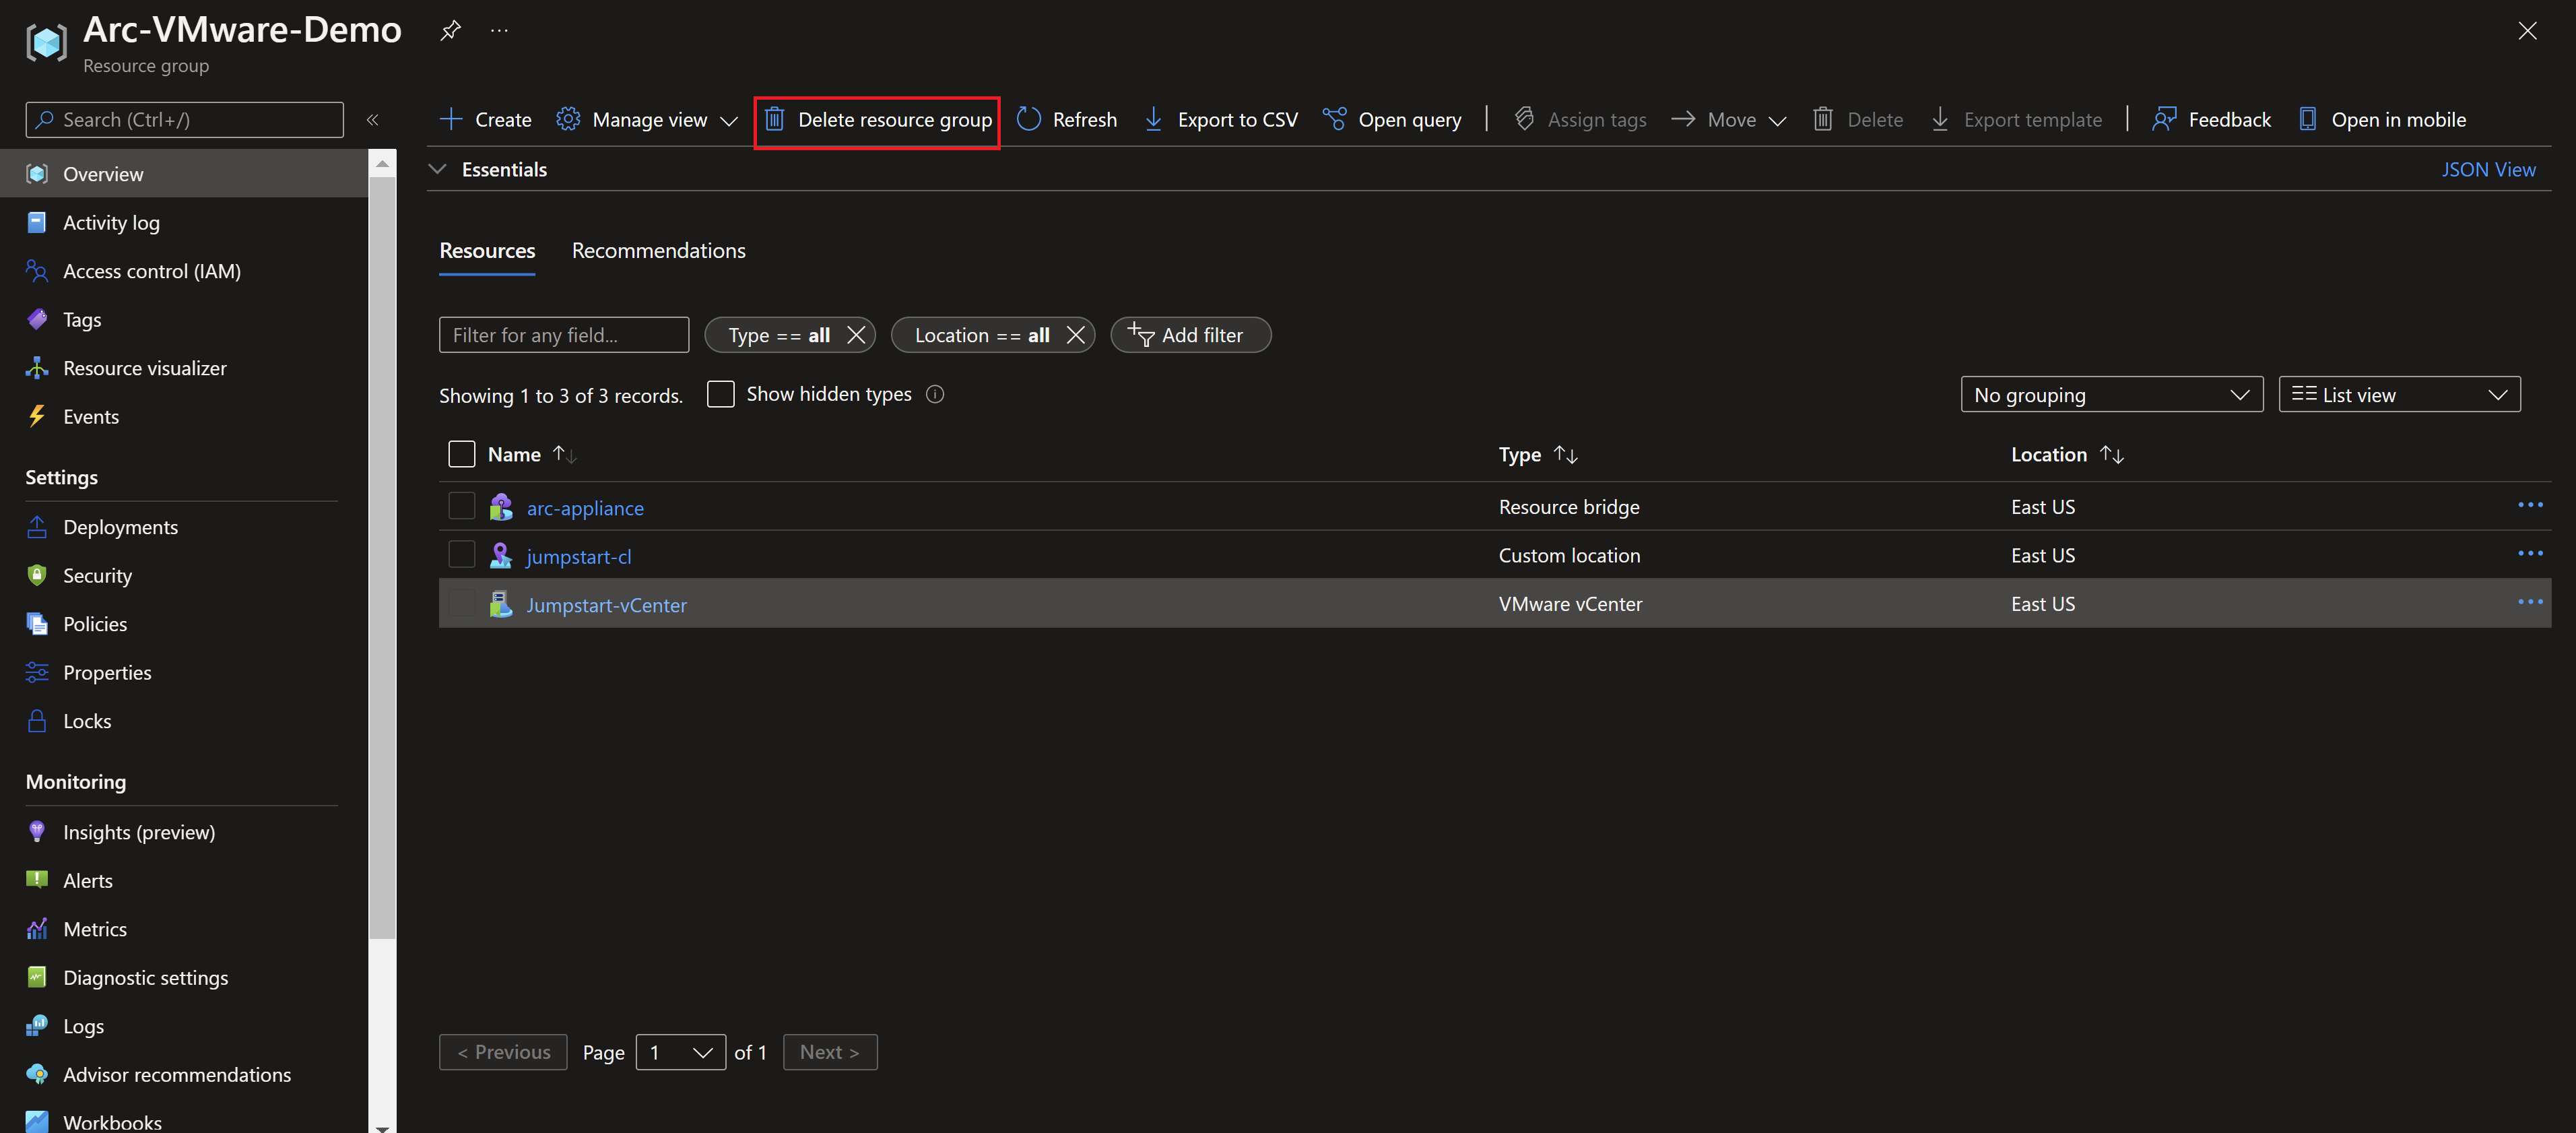 Arc-VMware-Demo
Resource group
Search (Ctrl+/)
«
Create
Manage view
Delete resource group
Refresh
Export to CSV
Open query
Assign tags
Move
Delete
Export template
Feedback
Open in mobile
Overview
Activity log
Access control (IAM)
Tags
Resource visualizer
Events
Settings
Deployments
Security
Policies
Properties
Locks
Monitoring
Insights (preview)
Alerts
Metrics
Diagnostic settings
Logs
Advisor recommendations
Workbooks
Essentials
JSON View
Resources Recommendations
Filter for any field...
Type == all
Location == all
Add filter
Showing 1 to 3 of 3 records.
Show hidden types
No grouping
List view
Name Type Location
arc-appliance Resource bridge East US
jumpstart-cl Custom location East US
Jumpstart-vCenter VMware vCenter East US
< Previous Page 1 of 1 Next >